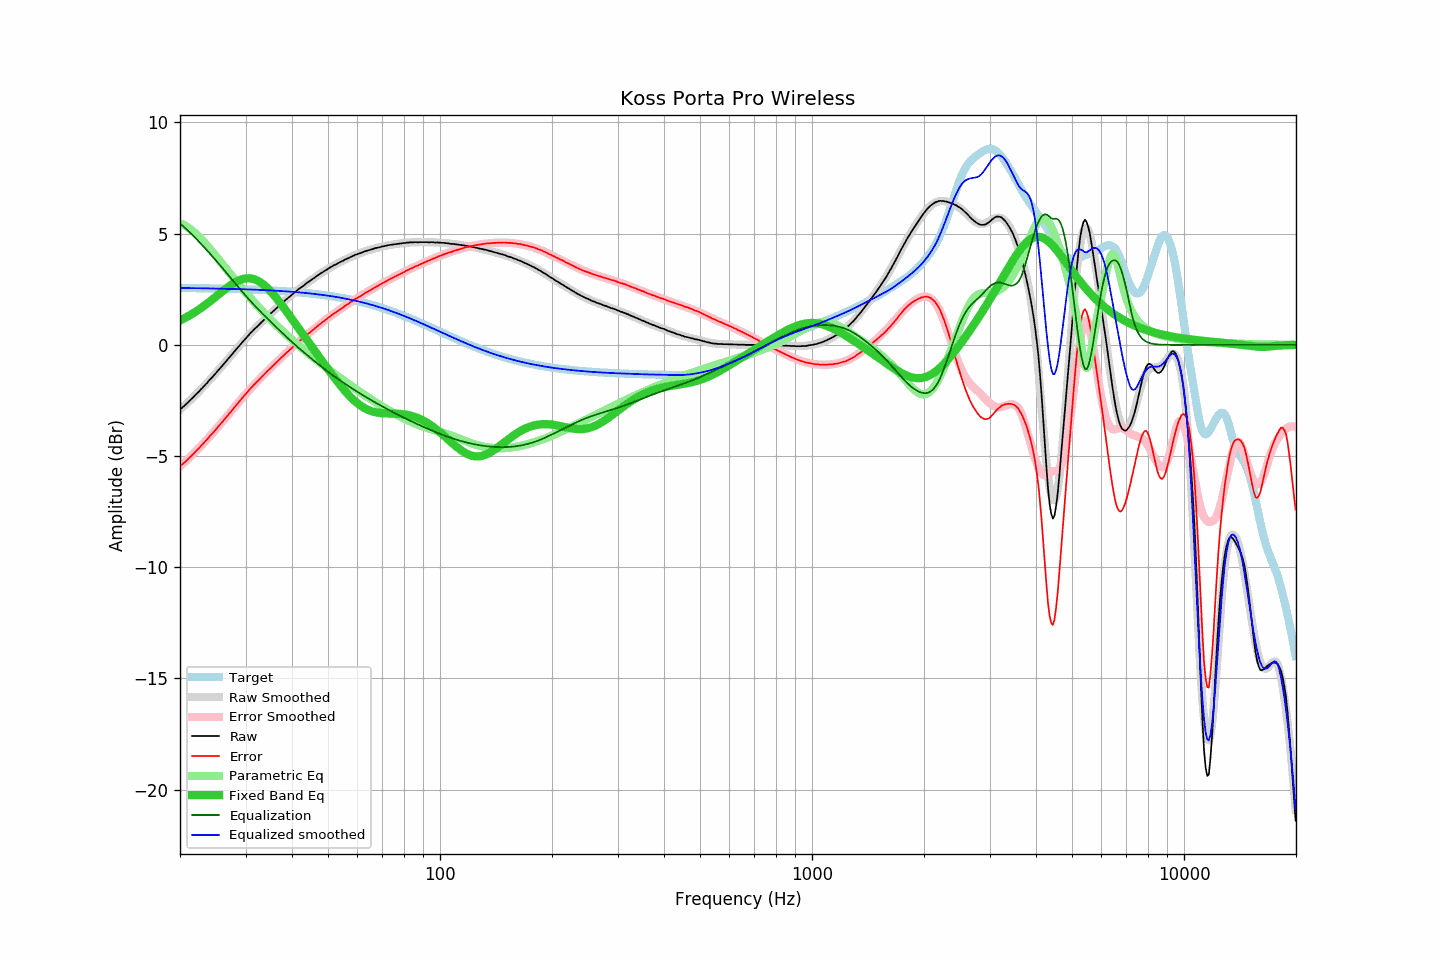 Koss Porta Pro Wireless
10
5
0
−5
−10
−15
−20
Amplitude (dBr)
Target
Raw Smoothed
Error Smoothed
Raw
Error
Parametric Eq
Fixed Band Eq
Equalization
Equalized smoothed
100
1000
10000
Frequency (Hz)